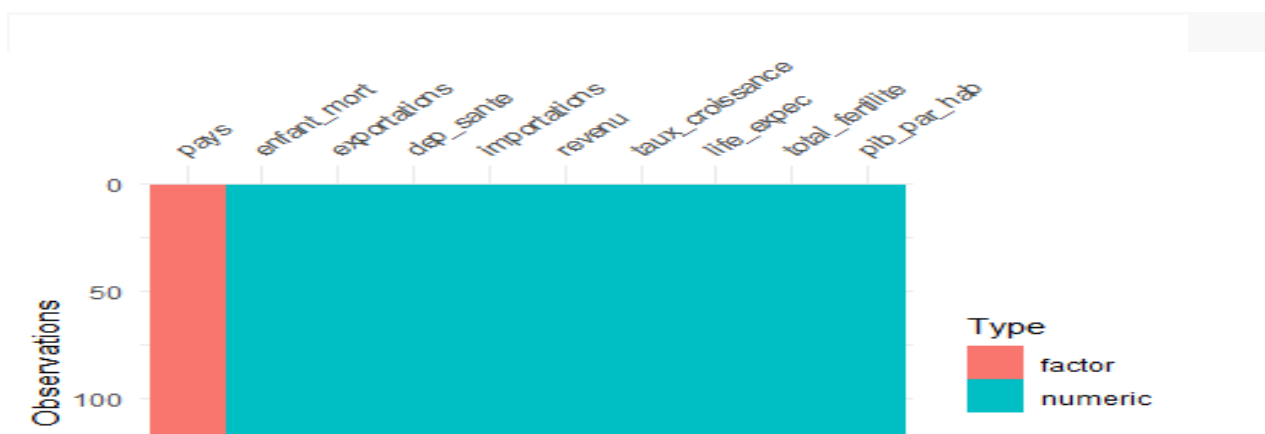 pays
enfant_mort
exportations
dep_sante
importations
revenu
taux_croissance
life_expec
total_fertilite
pib_par_hab
0
50
100
Observations
Type
factor
numeric